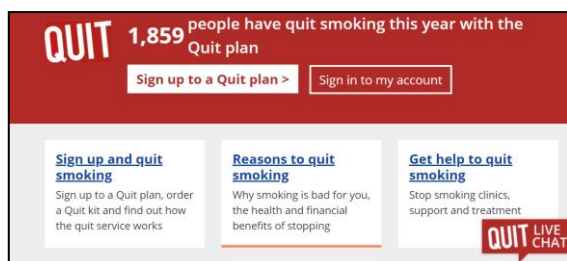 QUIT
1,859 people have quit smoking this year with the
Quit plan
Sign up to a Quit plan >
Sign in to my account
Sign up and quit
smoking
Sign up to a Quit plan, order
a Quit kit and find out how
the quit service works
Reasons to quit
smoking
Why smoking is bad for you,
the health and financial
benefits of stopping
Get help to quit
smoking
Stop smoking clinics,
support and treatment
QUIT LIVE
CHAT